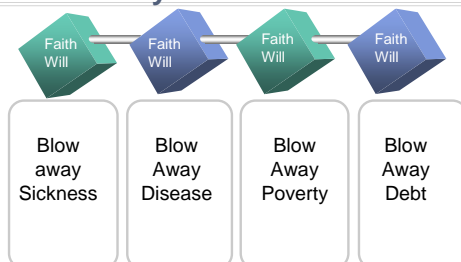 Faith
Will
Faith
Will
Faith
Will
Faith
Will
Blow
away
Sickness
Blow
Away
Disease
Blow
Away
Poverty
Blow
Away
Debt